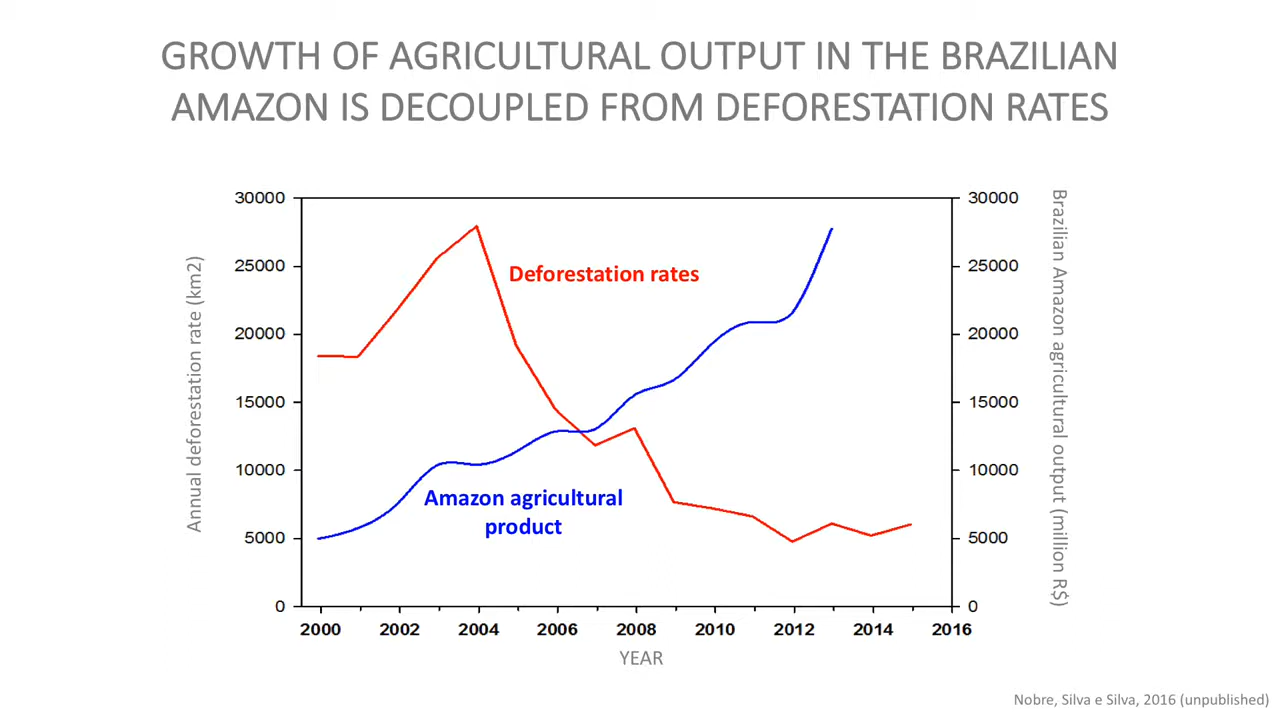 GROWTH OF AGRICULTURAL OUTPUT IN THE BRAZILIAN
AMAZON IS DECOUPLED FROM DEFORESTATION RATES
30000
25000
20000
15000
10000
5000
0
Annual deforestation rate (km2)
Deforestation rates
Amazon agricultural
product
30000
25000
20000
15000
10000
5000
0
Brazilian Amazon agricultural output (million R$)
2000 2002 2004 2006 2008 2010 2012 2014 2016
YEAR
Nobre, Silva e Silva, 2016 (unpublished)